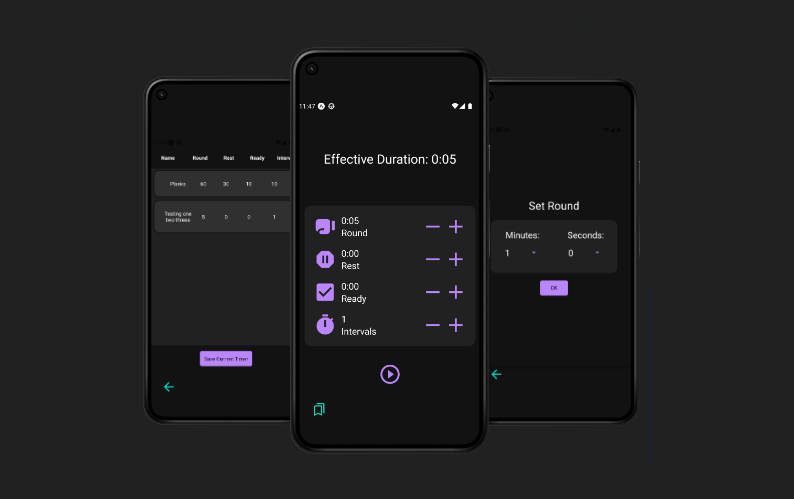 Name Round Rest Ready Interv
Planks 60 30 10 10
Testing one
two threes 5 0 0 1
Save Current Timer
11:47
Effective Duration: 0:05
0:05
Round
0:00
Rest
0:00
Ready
1
Intervals
Set Round
Minutes: Seconds:
1 0
OK